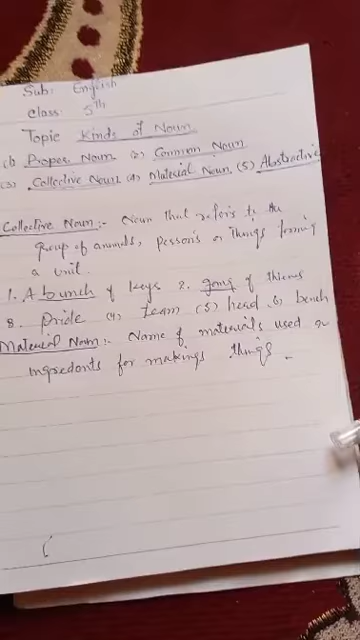 Sub: English
Class 5th
Topic Kinds of Noun
(1) Proper Noun (2) Common Noun
(3) Collective Noun (4) Material Noun (5) Abstractive
Collective Noun:- Noun that refers to the
group of animals, persons or things forming
a unit.
1. A bunch of keys 2. gang of thieves
8. pride (4) team (5) herd (6) bench
Material Noun:- Name of materials used or
ingredents for makings things.